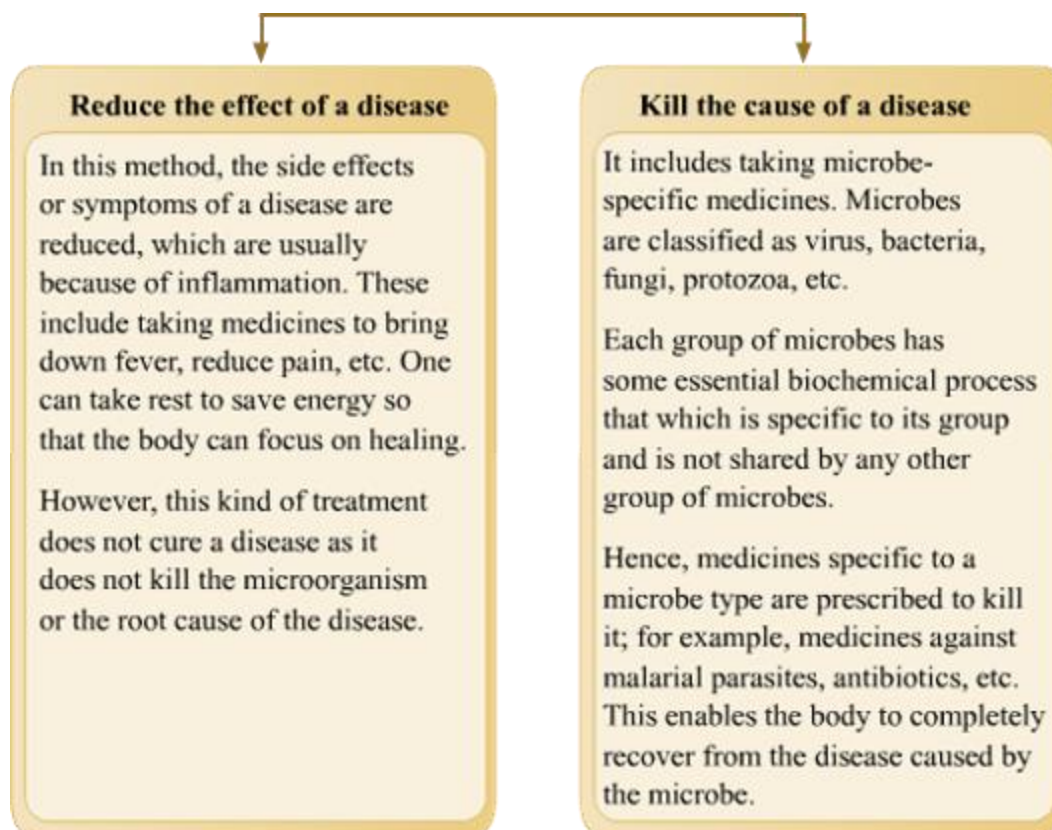 Reduce the effect of a disease
In this method, the side effects
or symptoms of a disease are
reduced, which are usually
because of inflammation. These
include taking medicines to bring
down fever, reduce pain, etc. One
can take rest to save energy so
that the body can focus on healing.
However, this kind of treatment
does not cure a disease as it
does not kill the microorganism
or the root cause of the disease.
Kill the cause of a disease
It includes taking microbe-
specific medicines. Microbes
are classified as virus, bacteria,
fungi, protozoa, etc.
Each group of microbes has
some essential biochemical process
that which is specific to its group
and is not shared by any other
group of microbes.
Hence, medicines specific to a
microbe type are prescribed to kill
it; for example, medicines against
malarial parasites, antibiotics, etc.
This enables the body to completely
recover from the disease caused by
the microbe.